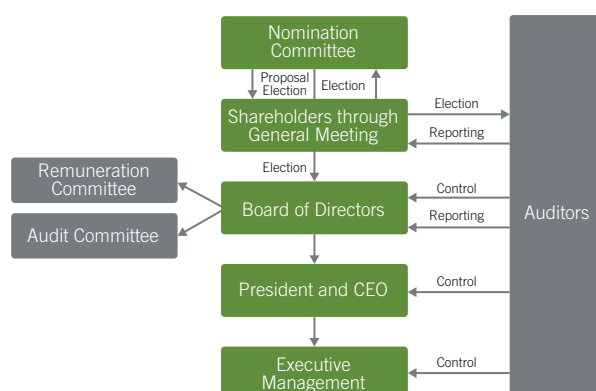 Nomination
Committee
Proposal
Election
Election
Shareholders through
General Meeting
Election
Reporting
Election
Remuneration
Committee
Audit Committee
Board of Directors
Control
Reporting
Auditors
President and CEO
Control
Executive
Management
Control